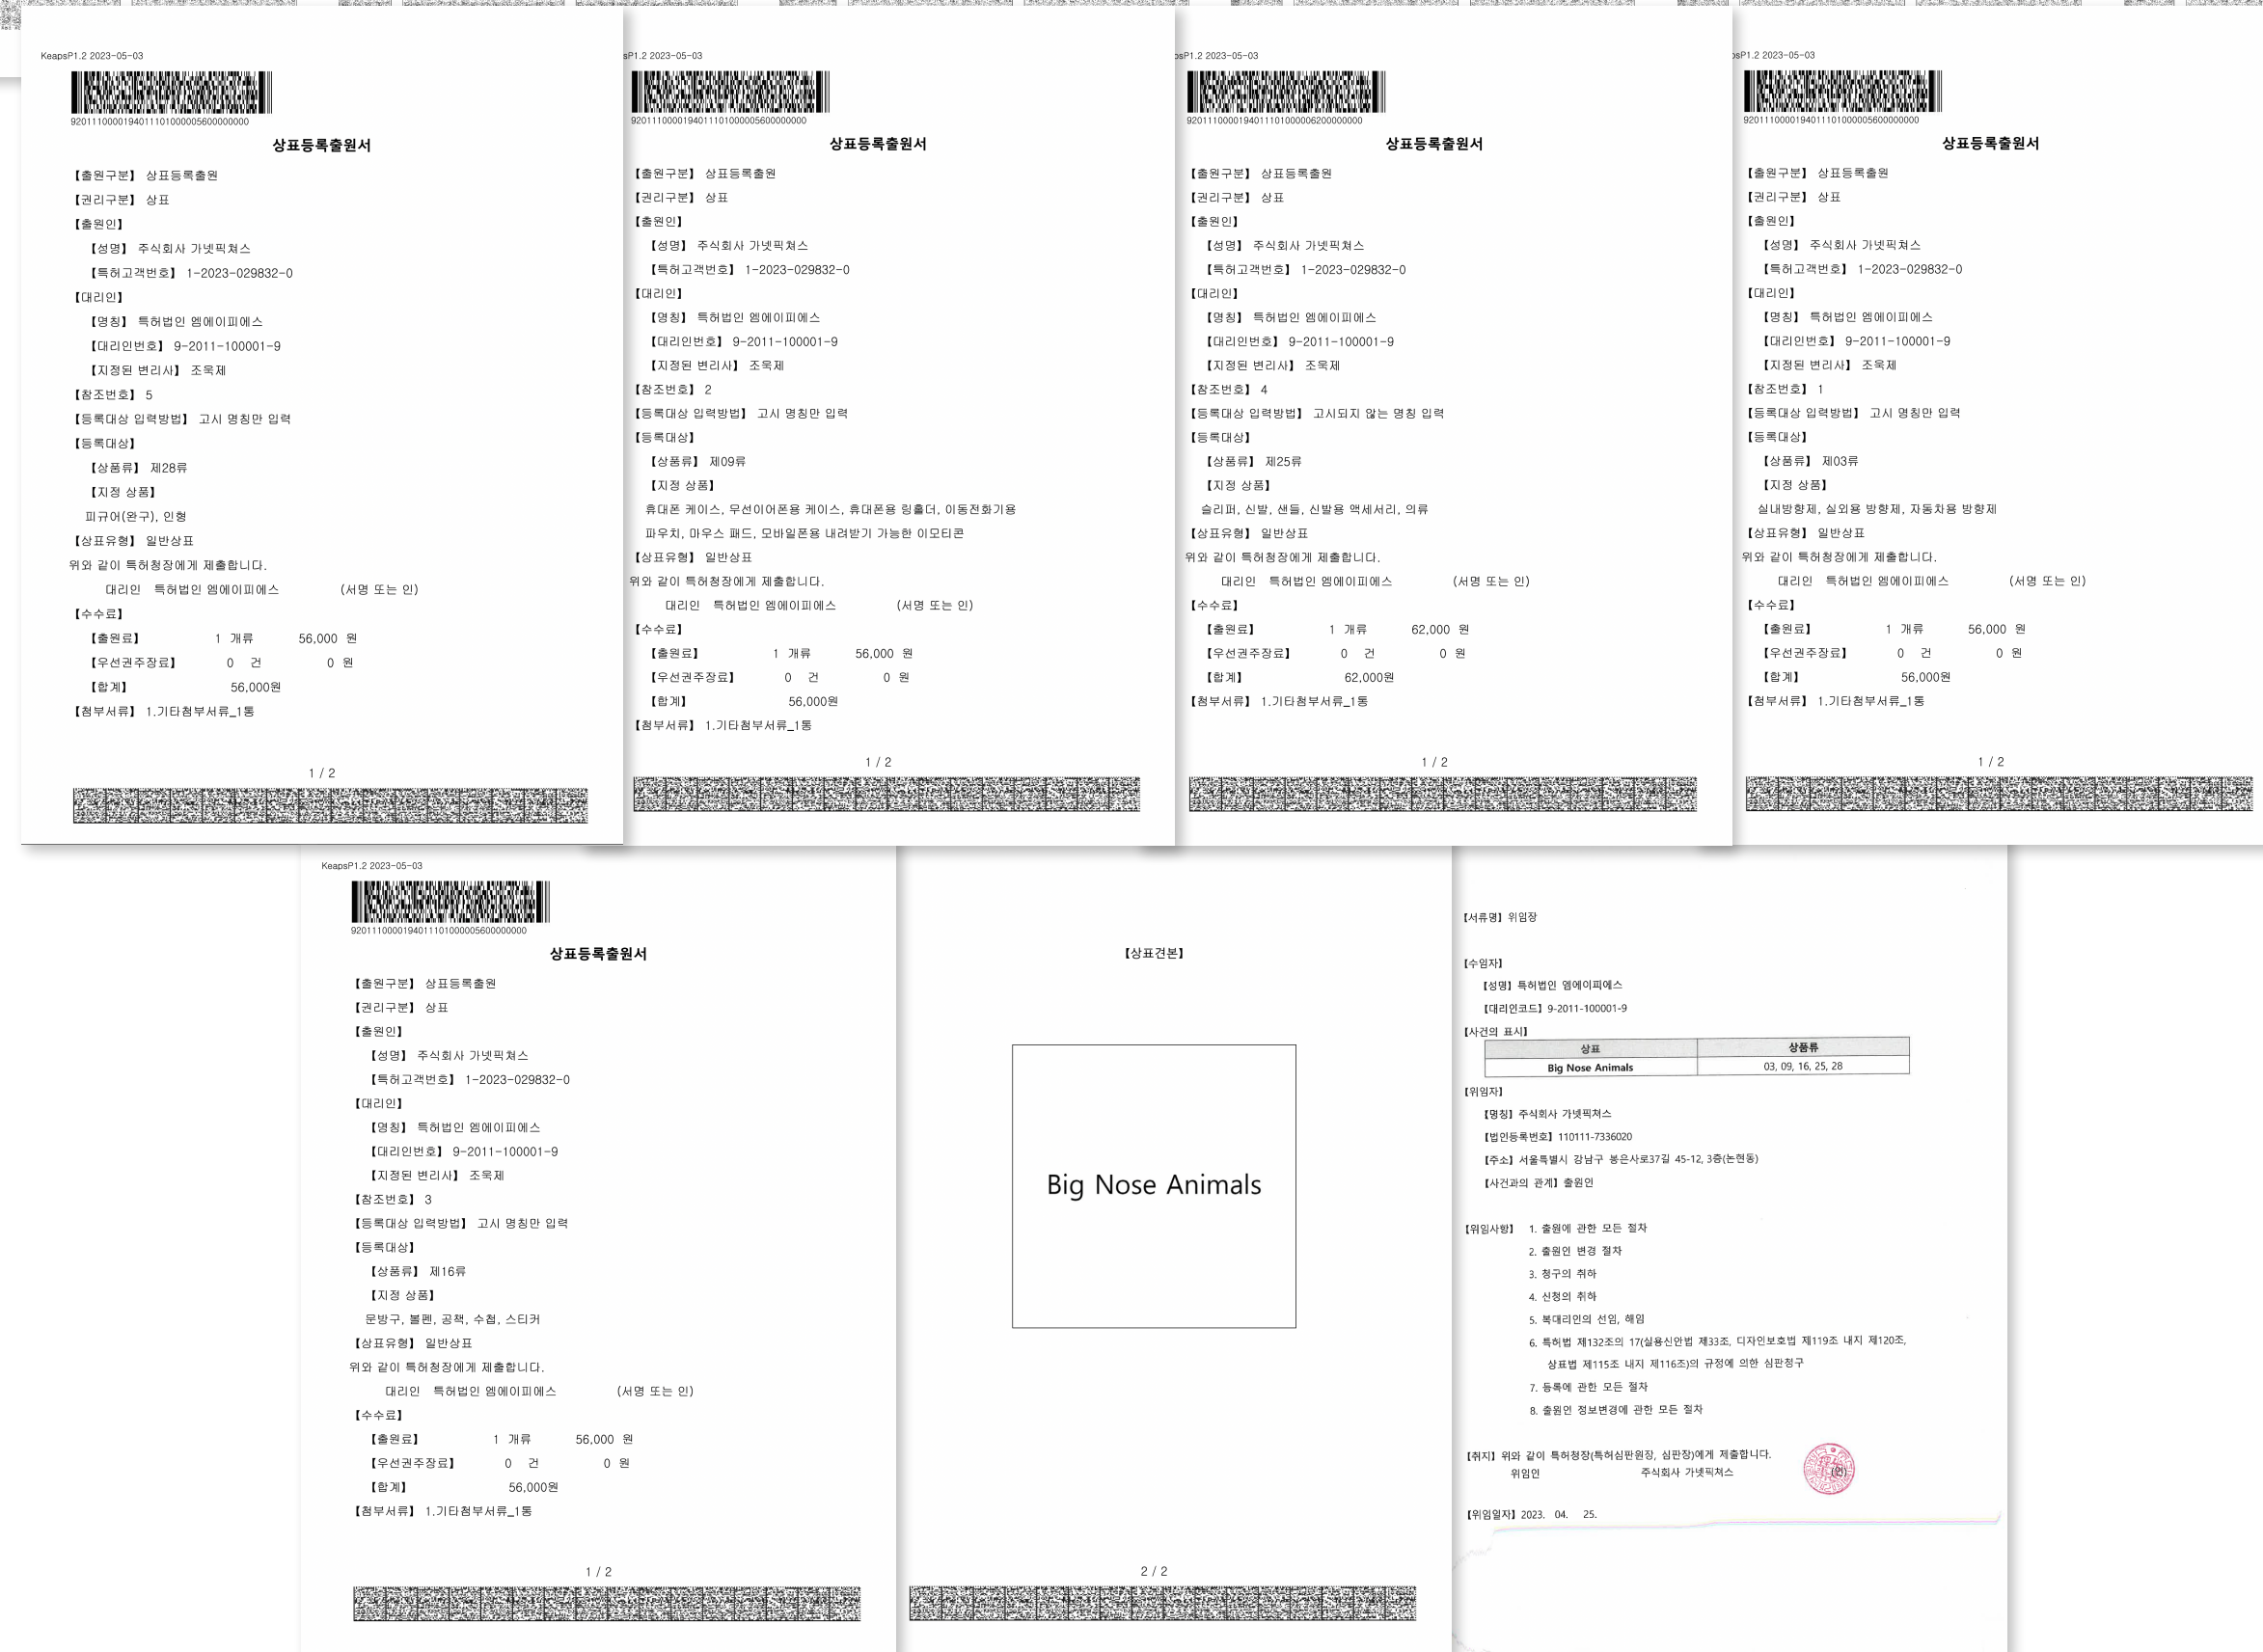 KeapsP1.2 2023-05-03
9201110000194011101000005600000000
상표등록출원서
【출원구분】 상표등록출원
【권리구분】 상표
【출원인】
【성명】 주식회사 가넷픽쳐스
【특허고객번호】 1-2023-029832-0
【대리인】
【명칭】 특허법인 엠에이피에스
【대리인번호】 9-2011-100001-9
【지정된 변리사】 조욱제
【참조번호】 5
【등록대상 입력방법】 고시 명칭만 입력
【등록대상】
【상품류】 제28류
【지정 상품】
피규어(완구), 인형
【상표유형】 일반상표
위와 같이 특허청장에게 제출합니다.
대리인 특허법인 엠에이피에스 (서명 또는 인)
【수수료】
【출원료】 1 개류 56,000 원
【우선권주장료】 0 건 0 원
【합계】 56,000원
【첨부서류】 1.기타첨부서류_1통
1 / 2
sP1.2 2023-05-03
9201110000194011101000005600000000
상표등록출원서
【출원구분】 상표등록출원
【권리구분】 상표
【출원인】
【성명】 주식회사 가넷픽쳐스
【특허고객번호】 1-2023-029832-0
【대리인】
【명칭】 특허법인 엠에이피에스
【대리인번호】 9-2011-100001-9
【지정된 변리사】 조욱제
【참조번호】 2
【등록대상 입력방법】 고시 명칭만 입력
【등록대상】
【상품류】 제09류
【지정 상품】
휴대폰 케이스, 무선이어폰용 케이스, 휴대폰용 링홀더, 이동전화기용
파우치, 마우스 패드, 모바일폰용 내려받기 가능한 이모티콘
【상표유형】 일반상표
위와 같이 특허청장에게 제출합니다.
대리인 특허법인 엠에이피에스 (서명 또는 인)
【수수료】
【출원료】 1 개류 56,000 원
【우선권주장료】 0 건 0 원
【합계】 56,000원
【첨부서류】 1.기타첨부서류_1통
1 / 2
sP1.2 2023-05-03
9201110000194011101000006200000000
상표등록출원서
【출원구분】 상표등록출원
【권리구분】 상표
【출원인】
【성명】 주식회사 가넷픽쳐스
【특허고객번호】 1-2023-029832-0
【대리인】
【명칭】 특허법인 엠에이피에스
【대리인번호】 9-2011-100001-9
【지정된 변리사】 조욱제
【참조번호】 4
【등록대상 입력방법】 고시되지 않는 명칭 입력
【등록대상】
【상품류】 제25류
【지정 상품】
슬리퍼, 신발, 샌들, 신발용 액세서리, 의류
【상표유형】 일반상표
위와 같이 특허청장에게 제출합니다.
대리인 특허법인 엠에이피에스 (서명 또는 인)
【수수료】
【출원료】 1 개류 62,000 원
【우선권주장료】 0 건 0 원
【합계】 62,000원
【첨부서류】 1.기타첨부서류_1통
1 / 2
sP1.2 2023-05-03
9201110000194011101000005600000000
상표등록출원서
【출원구분】 상표등록출원
【권리구분】 상표
【출원인】
【성명】 주식회사 가넷픽쳐스
【특허고객번호】 1-2023-029832-0
【대리인】
【명칭】 특허법인 엠에이피에스
【대리인번호】 9-2011-100001-9
【지정된 변리사】 조욱제
【참조번호】 1
【등록대상 입력방법】 고시 명칭만 입력
【등록대상】
【상품류】 제03류
【지정 상품】
실내방향제, 실외용 방향제, 자동차용 방향제
【상표유형】 일반상표
위와 같이 특허청장에게 제출합니다.
대리인 특허법인 엠에이피에스 (서명 또는 인)
【수수료】
【출원료】 1 개류 56,000 원
【우선권주장료】 0 건 0 원
【합계】 56,000원
【첨부서류】 1.기타첨부서류_1통
1 / 2
KeapsP1.2 2023-05-03
9201110000194011101000005600000000
상표등록출원서
【출원구분】 상표등록출원
【권리구분】 상표
【출원인】
【성명】 주식회사 가넷픽쳐스
【특허고객번호】 1-2023-029832-0
【대리인】
【명칭】 특허법인 엠에이피에스
【대리인번호】 9-2011-100001-9
【지정된 변리사】 조욱제
【참조번호】 3
【등록대상 입력방법】 고시 명칭만 입력
【등록대상】
【상품류】 제16류
【지정 상품】
문방구, 볼펜, 공책, 수첩, 스티커
【상표유형】 일반상표
위와 같이 특허청장에게 제출합니다.
대리인 특허법인 엠에이피에스 (서명 또는 인)
【수수료】
【출원료】 1 개류 56,000 원
【우선권주장료】 0 건 0 원
【합계】 56,000원
【첨부서류】 1.기타첨부서류_1통
1 / 2
【상표견본】
Big Nose Animals
2 / 2
【서류명】 위임장
【수임자】
【성명】 특허법인 엠에이피에스
【대리인코드】 9-2011-100001-9
【사건의 표시】
상표 상품류
Big Nose Animals 03, 09, 16, 25, 28
【위임자】
【명칭】 주식회사 가넷픽쳐스
【법인등록번호】 110111-7336020
【주소】 서울특별시 강남구 봉은사로37길 45-12, 3층(논현동)
【사건과의 관계】 출원인
【위임사항】 1. 출원에 관한 모든 절차
2. 출원인 변경 절차
3. 청구의 취하
4. 신청의 취하
5. 복대리인의 선임, 해임
6. 특허법 제132조의 17(실용신안법 제33조, 디자인보호법 제119조 내지 제120조,
상표법 제115조 내지 제116조)의 규정에 의한 심판청구
7. 등록에 관한 모든 절차
8. 출원인 정보변경에 관한 모든 절차
【취지】 위와 같이 특허청장(특허심판원장, 심판장)에게 제출합니다.
위임인 주식회사 가넷픽쳐스 (인)
【위임일자】 2023. 04. 25.